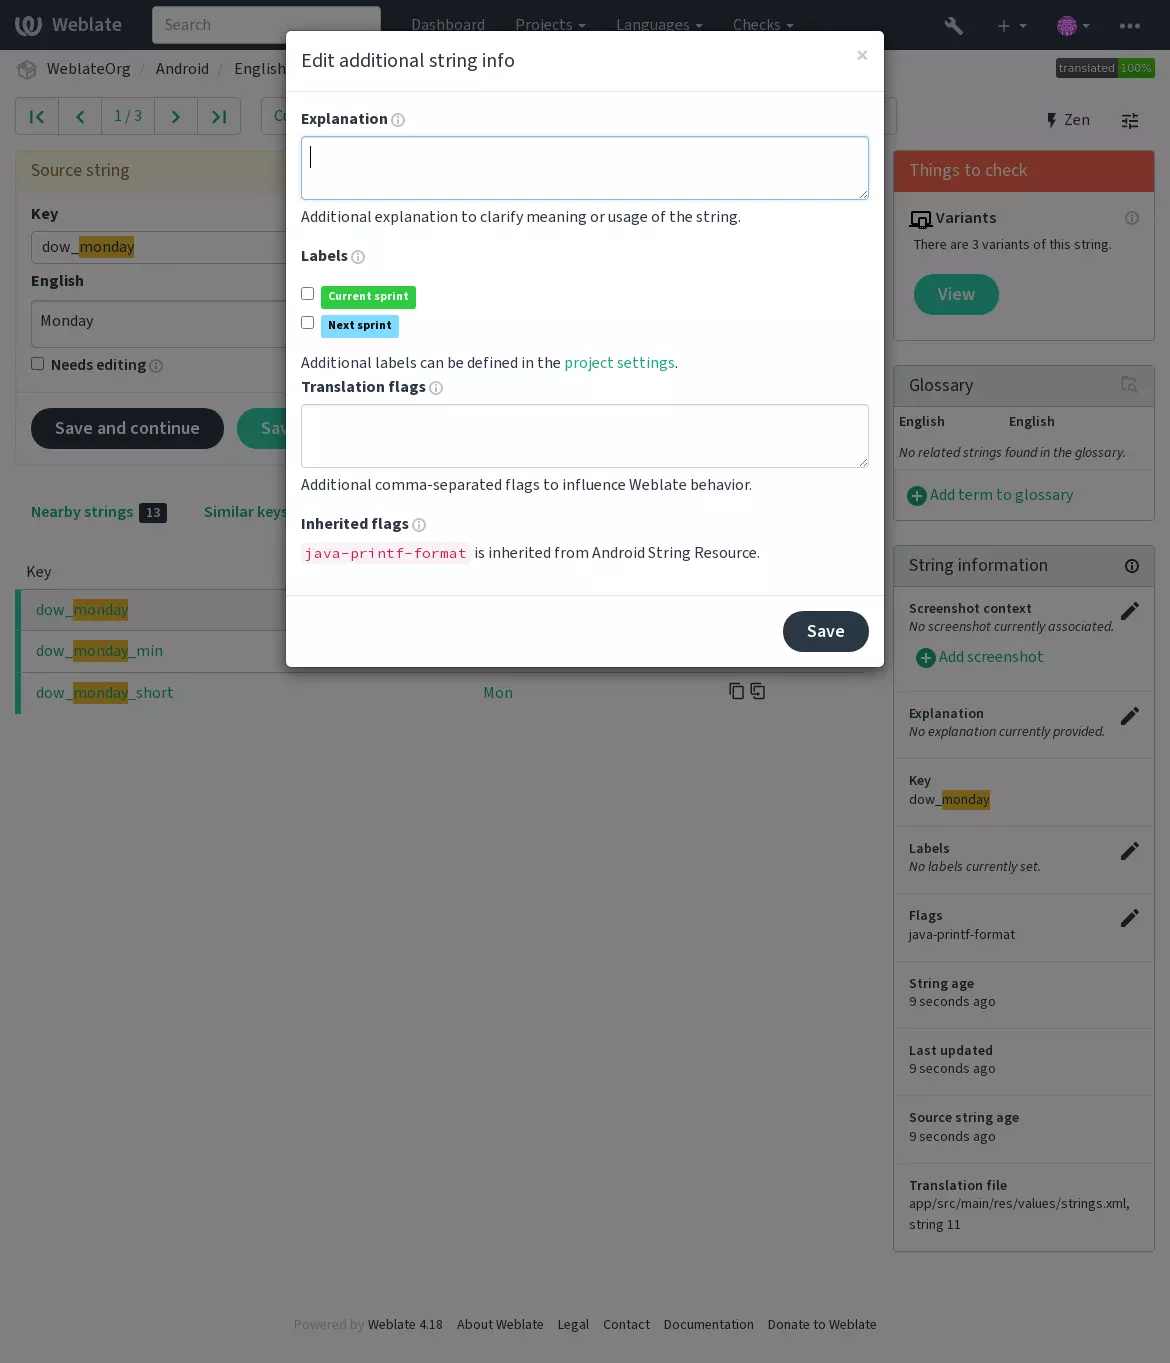 Weblate
Search
Dashboard
Projects
Languages
Checks
WeblateOrg / Android / English
translated 100%
1 / 3
Zen
Edit additional string info
×
Explanation
Additional explanation to clarify meaning or usage of the string.
Labels
Current sprint
Next sprint
Additional labels can be defined in the project settings.
Translation flags
Additional comma-separated flags to influence Weblate behavior.
Inherited flags
java-printf-format is inherited from Android String Resource.
Save
Source string
Key
dow_monday
English
Monday
Needs editing
Save and continue
Nearby strings 13
Similar keys
Key
dow_monday
dow_monday_min
dow_monday_short
Mon
Things to check
Variants
There are 3 variants of this string.
View
Glossary
English English
No related strings found in the glossary.
Add term to glossary
String information
Screenshot context
No screenshot currently associated.
Add screenshot
Explanation
No explanation currently provided.
Key
dow_monday
Labels
No labels currently set.
Flags
java-printf-format
String age
9 seconds ago
Last updated
9 seconds ago
Source string age
9 seconds ago
Translation file
app/src/main/res/values/strings.xml,
string 11
Powered by Weblate 4.18 About Weblate Legal Contact Documentation Donate to Weblate